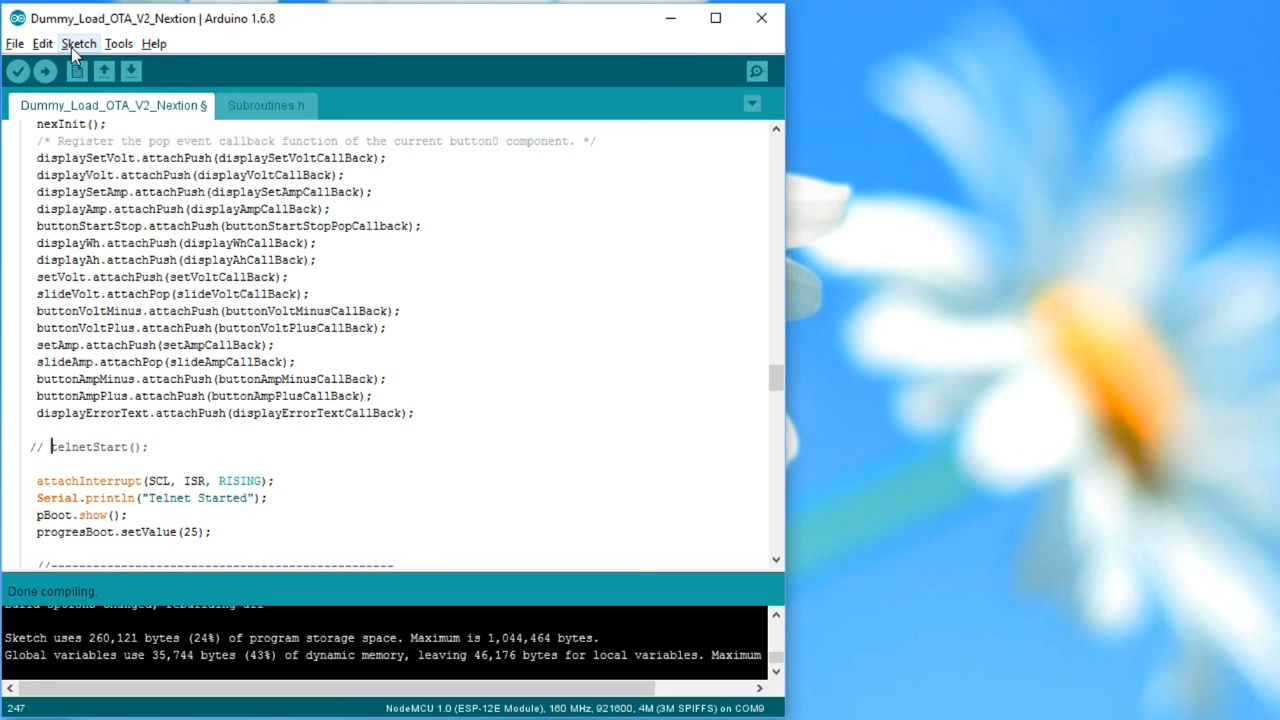 Dummy_Load_OTA_V2_Nextion | Arduino 1.6.8
File Edit Sketch Tools Help
Dummy_Load_OTA_V2_Nextion § Subroutines.h
nexInit();
/* Register the pop event callback function of the current button0 component. */
displaySetVolt.attachPush(displaySetVoltCallBack);
displayVolt.attachPush(displayVoltCallBack);
displaySetAmp.attachPush(displaySetAmpCallBack);
displayAmp.attachPush(displayAmpCallBack);
buttonStartStop.attachPush(buttonStartStopPopCallback);
displayWh.attachPush(displayWhCallBack);
displayAh.attachPush(displayAhCallBack);
setVolt.attachPush(setVoltCallBack);
slideVolt.attachPop(slideVoltCallBack);
buttonVoltMinus.attachPush(buttonVoltMinusCallBack);
buttonVoltPlus.attachPush(buttonVoltPlusCallBack);
setAmp.attachPush(setAmpCallBack);
slideAmp.attachPop(slideAmpCallBack);
buttonAmpMinus.attachPush(buttonAmpMinusCallBack);
buttonAmpPlus.attachPush(buttonAmpPlusCallBack);
displayErrorText.attachPush(displayErrorTextCallBack);
// telnetStart();
attachInterrupt(SCL, ISR, RISING);
Serial.println("Telnet Started");
pBoot.show();
progresBoot.setValue(25);
//---------------------------------------------------
Done compiling.
Build options changed, rebuilding all
Sketch uses 260,121 bytes (24%) of program storage space. Maximum is 1,044,464 bytes.
Global variables use 35,744 bytes (43%) of dynamic memory, leaving 46,176 bytes for local variables. Maximum
247 NodeMCU 1.0 (ESP-12E Module), 160 MHz, 921600, 4M (3M SPIFFS) on COM9